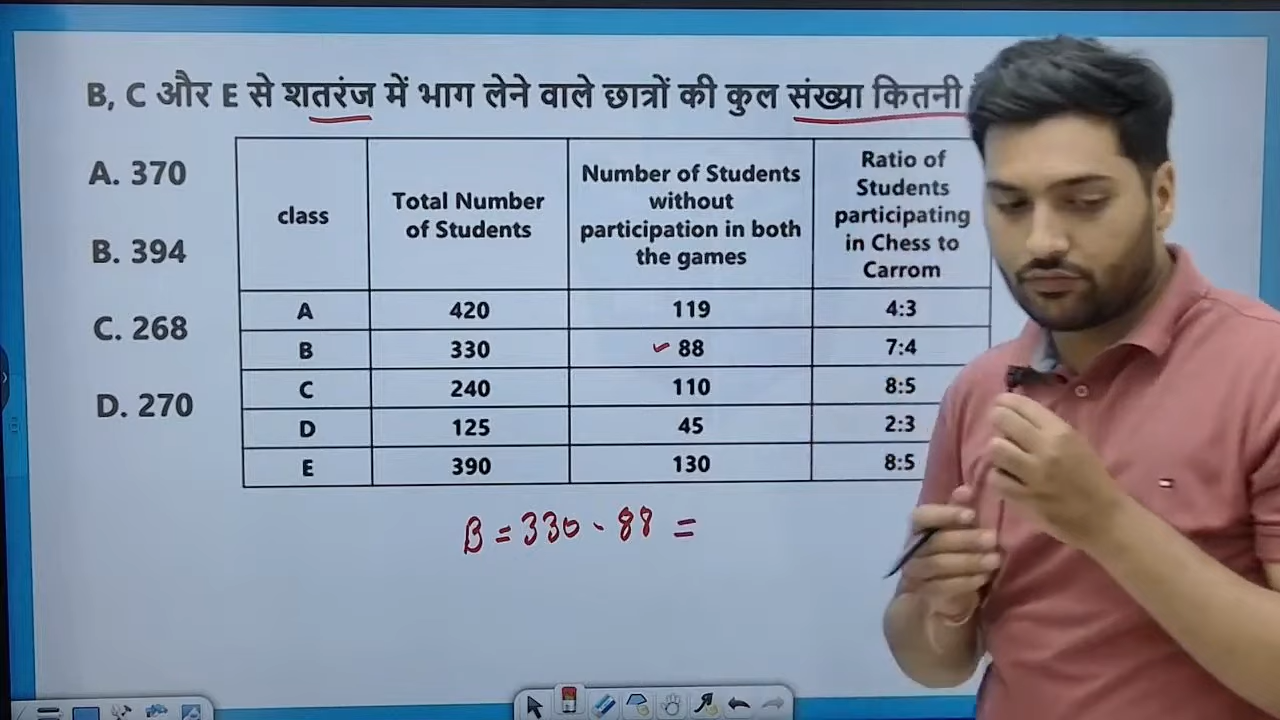 B, C और E से शतरंज में भाग लेने वाले छात्रों की कुल संख्या कितनी
A. 370
B. 394
C. 268
D. 270
class
Total Number
of Students
Number of Students
without
participation in both
the games
Ratio of
Students
participating
in Chess to
Carrom
A 420 119 4:3
B 330 88 7:4
C 240 110 8:5
D 125 45 2:3
E 390 130 8:5
B = 330 - 88 =